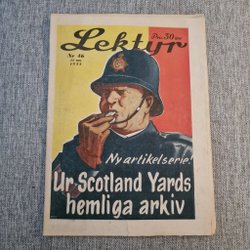 Lektyr
Pris 30 öre
Nr 46
Ny artikelserie!
Ur Scotland Yards
hemliga arkiv